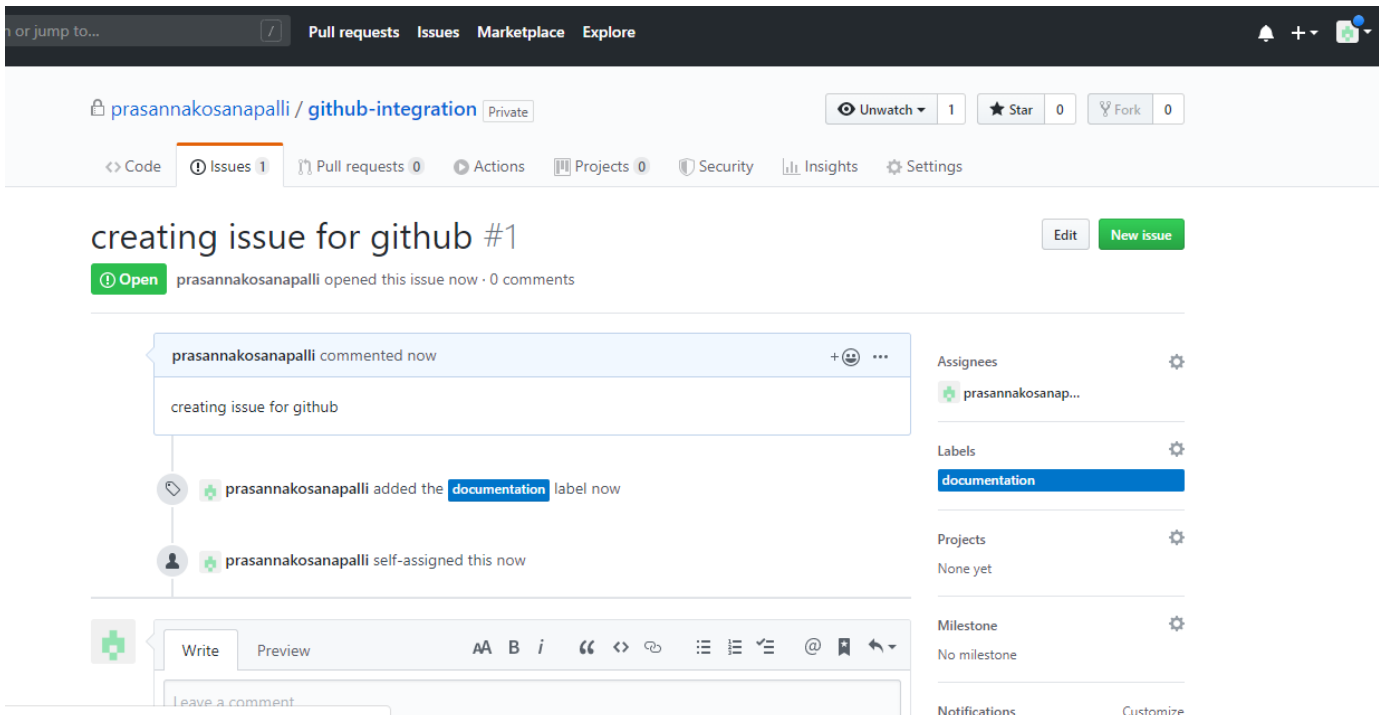 or jump to... /
Pull requests Issues Marketplace Explore
prasannakosanapalli / github-integration Private
Unwatch 1 Star 0 Fork 0
Code Issues 1 Pull requests 0 Actions Projects 0 Security Insights Settings
creating issue for github #1
Edit New issue
Open prasannakosanapalli opened this issue now · 0 comments
prasannakosanapalli commented now
creating issue for github
prasannakosanapalli added the documentation label now
prasannakosanapalli self-assigned this now
Write Preview AA B i @
Leave a comment
Assignees
prasannakosanap...
Labels
documentation
Projects
None yet
Milestone
No milestone
Notifications Customize